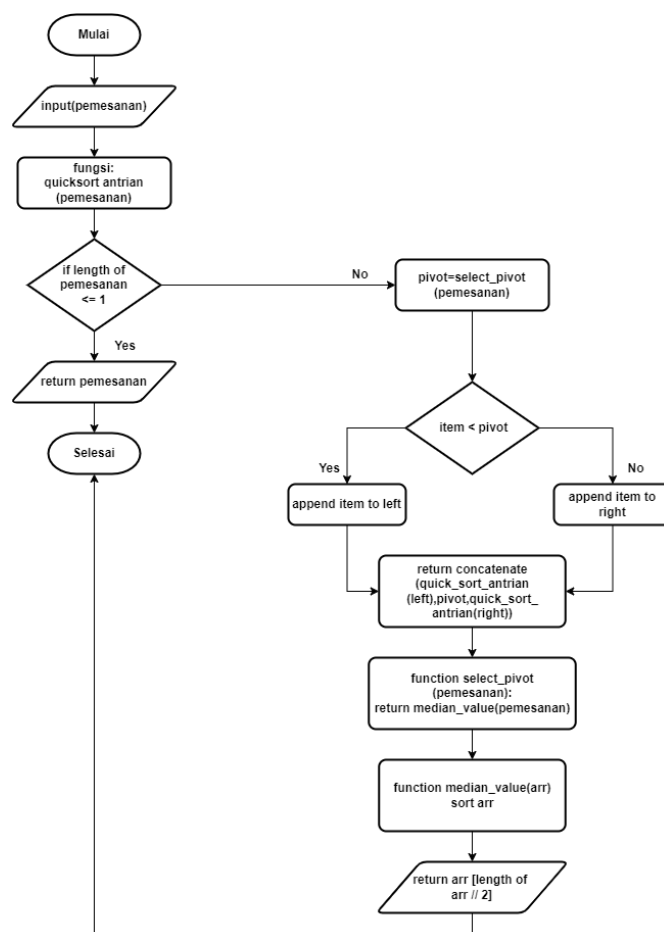 Mulai
input(pemesanan)
fungsi:
quicksort antrian
(pemesanan)
if length of
pemesanan
<= 1
No
Yes
return pemesanan
Selesai
pivot=select_pivot
(pemesanan)
item < pivot
Yes
No
append item to left
append item to
right
return concatenate
(quick_sort_antrian
(left),pivot,quick_sort_
antrian(right))
function select_pivot
(pemesanan):
return median_value(pemesanan)
function median_value(arr)
sort arr
return arr [length of
arr // 2]